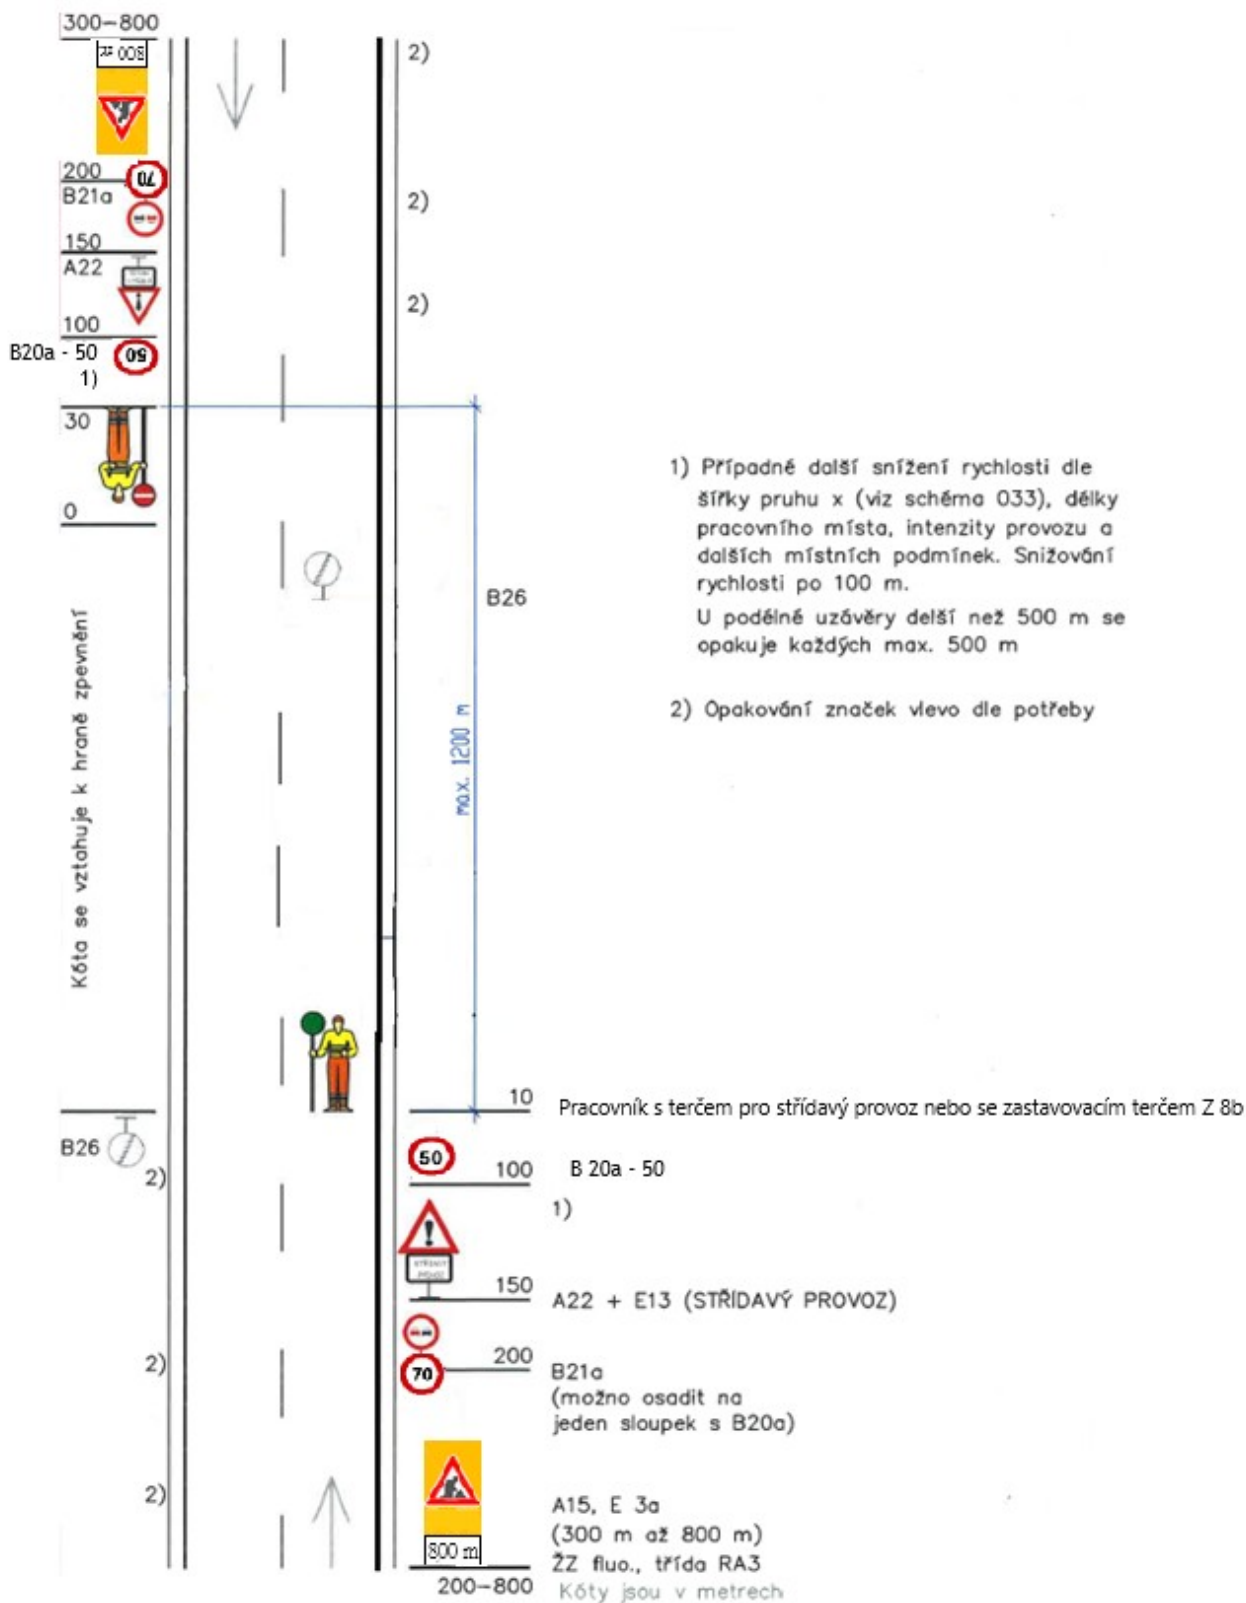 300-800
800 m
2)
200
70
B21a
2)
150
A22
2)
100
B20a - 50
50
1)
30
0
1) Případné další snížení rychlosti dle
šířky pruhu x (viz schéma 033), délky
pracovního místa, intenzity provozu a
dalších místních podmínek. Snižování
rychlosti po 100 m.
U podélné uzávěry delší než 500 m se
opakuje každých max. 500 m
B26
2) Opakování značek vlevo dle potřeby
Kóta se vztahuje k hraně zpevnění
max. 1200 m
10
Pracovník s terčem pro střídavý provoz nebo se zastavovacím terčem Z 8b
B26
2)
50
100
B 20a - 50
1)
STŘÍDAVÝ
PROVOZ
150
A22 + E13 (STŘÍDAVÝ PROVOZ)
2)
200
70
B21a
(možno osadit na
jeden sloupek s B20a)
2)
A15, E 3a
(300 m až 800 m)
800 m
ŽZ fluo., třída RA3
200-800
Kóty jsou v metrech